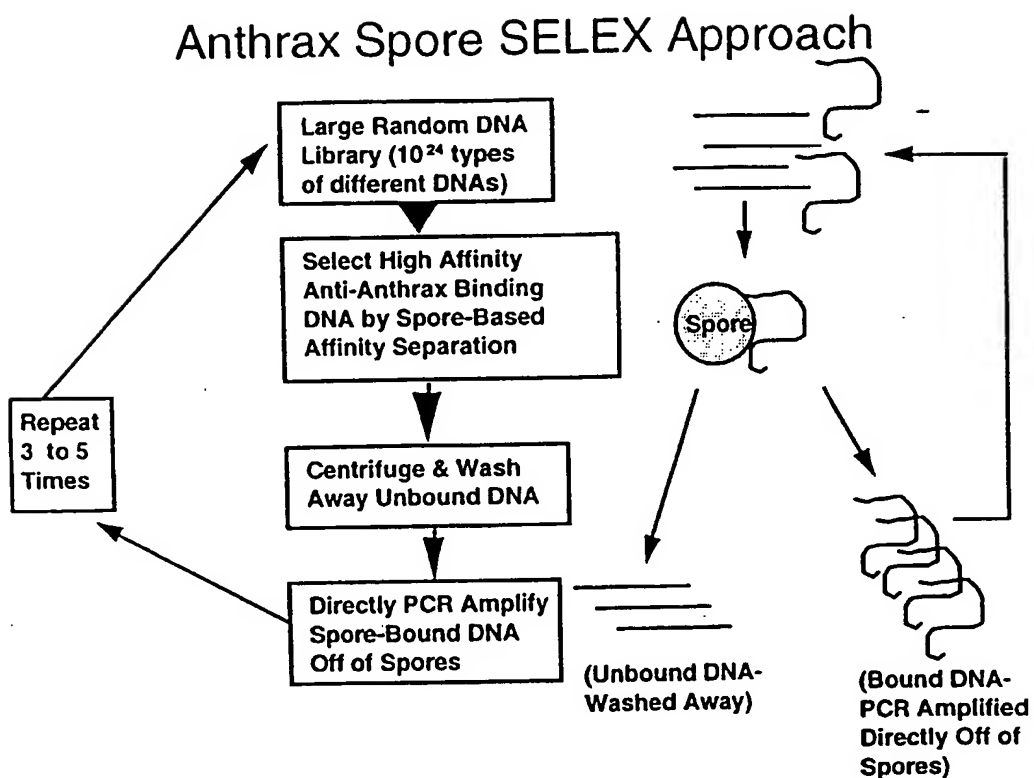 Anthrax Spore SELEX Approach
Large Random DNA
Library (10²⁴ types
of different DNAs)
Select High Affinity
Anti-Anthrax Binding
DNA by Spore-Based
Affinity Separation
Centrifuge & Wash
Away Unbound DNA
Directly PCR Amplify
Spore-Bound DNA
Off of Spores
Repeat
3 to 5
Times
Spore
(Unbound DNA-
Washed Away)
(Bound DNA-
PCR Amplified
Directly Off of
Spores)